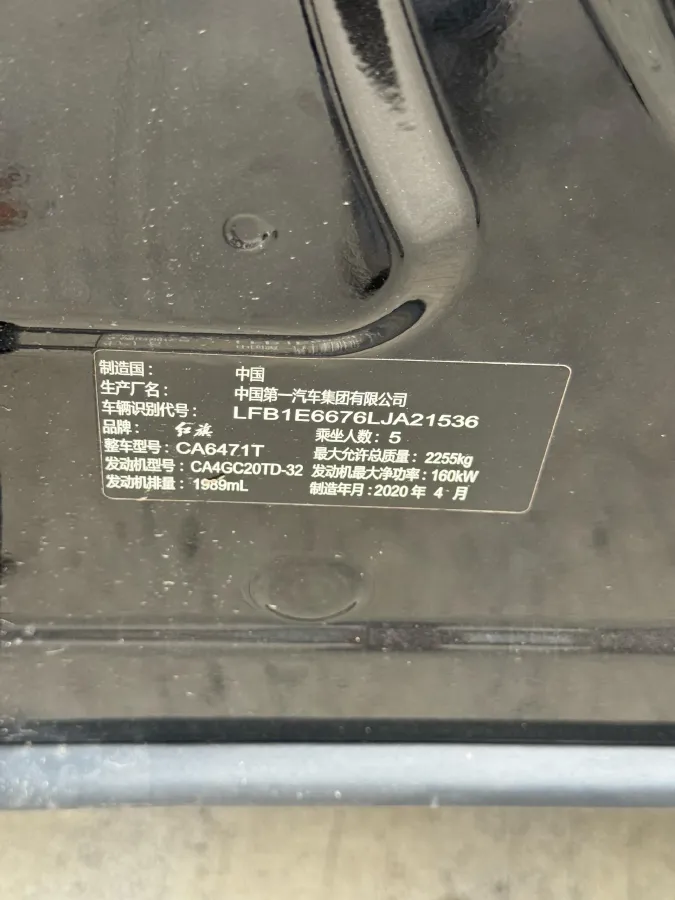 制造国： 中国
生产厂名： 中国第一汽车集团有限公司
车辆识别代号： LFB1E6676LJA21536
品牌： 红旗 乘坐人数：5
整车型号：CA6471T 最大允许总质量：2255kg
发动机型号：CA4GC20TD-32 发动机最大净功率：160kW
发动机排量：1989mL 制造年月：2020年 4 月